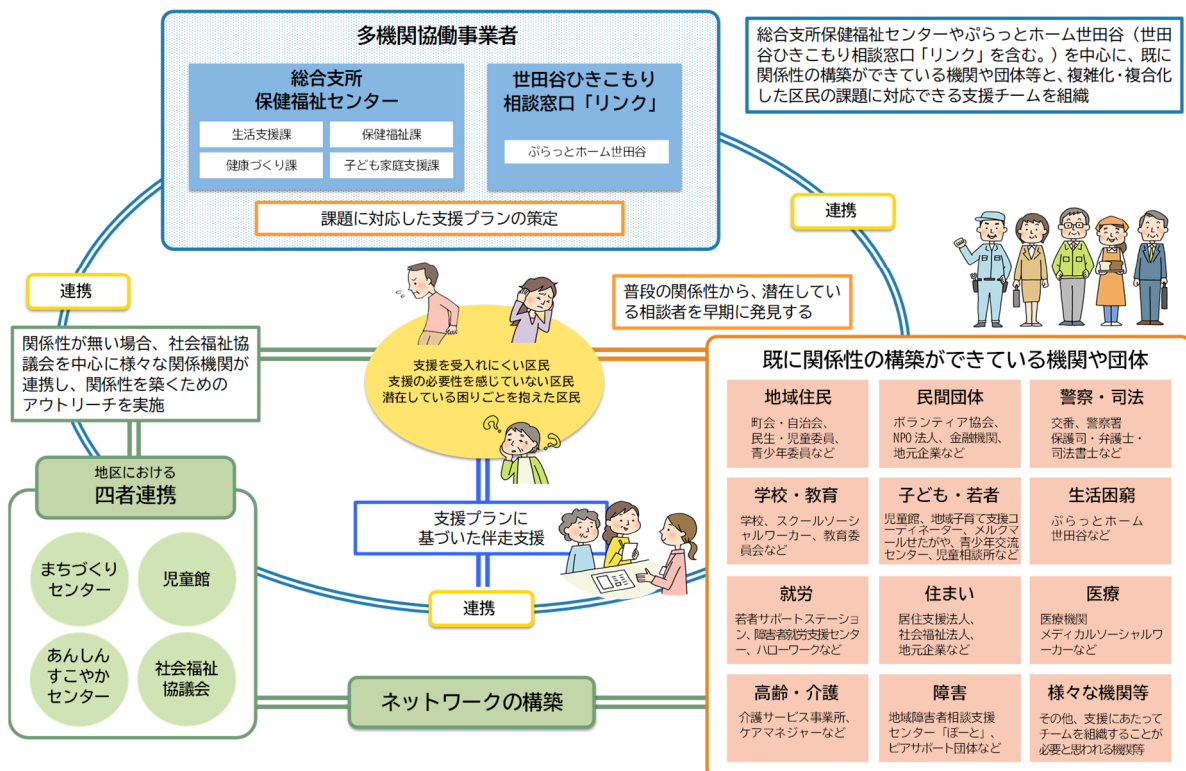 多機関協働事業者
総合支所
保健福祉センター
生活支援課
保健福祉課
健康づくり課
子ども家庭支援課
世田谷ひきこもり
相談窓口「リンク」
ぷらっとホーム世田谷
課題に対応した支援プランの策定
総合支所保健福祉センターやぷらっとホーム世田谷（世田
谷ひきこもり相談窓口「リンク」を含む。）を中心に、既に
関係性の構築ができている機関や団体等と、複雑化・複合化
した区民の課題に対応できる支援チームを組織
連携
連携
関係性が無い場合、社会福祉協
議会を中心に様々な関係機関が
連携し、関係性を築くための
アウトリーチを実施
普段の関係性から、潜在してい
る相談者を早期に発見する
支援を受入れにくい区民
支援の必要性を感じていない区民
潜在している困りごとを抱えた区民
支援プランに
基づいた伴走支援
連携
地区における
四者連携
まちづくり
センター
児童館
あんしん
すこやか
センター
社会福祉
協議会
ネットワークの構築
既に関係性の構築ができている機関や団体
地域住民
町会・自治会、
民生・児童委員、
青少年委員など
民間団体
ボランティア協会、
NPO法人、金融機関、
地元企業など
警察・司法
交番、警察署
保護司・弁護士・
司法書士など
学校・教育
学校、スクールソーシ
ャルワーカー、教育委
員会など
子ども・若者
児童館、地域子育て支援コ
ーディネーター、メルクマ
ールせたがや、青少年交流
センター、児童相談所など
生活困窮
ぷらっとホーム
世田谷など
就労
若者サポートステーショ
ン、障害者就労支援センタ
ー、ハローワークなど
住まい
居住支援法人、
社会福祉法人、
地元企業など
医療
医療機関
メディカルソーシャルワ
ーカーなど
高齢・介護
介護サービス事業所、
ケアマネジャーなど
障害
地域障害者相談支援
センター「ぽーと」、
ピアサポート団体など
様々な機関等
その他、支援にあたって
チームを組織することが
必要と思われる機関等